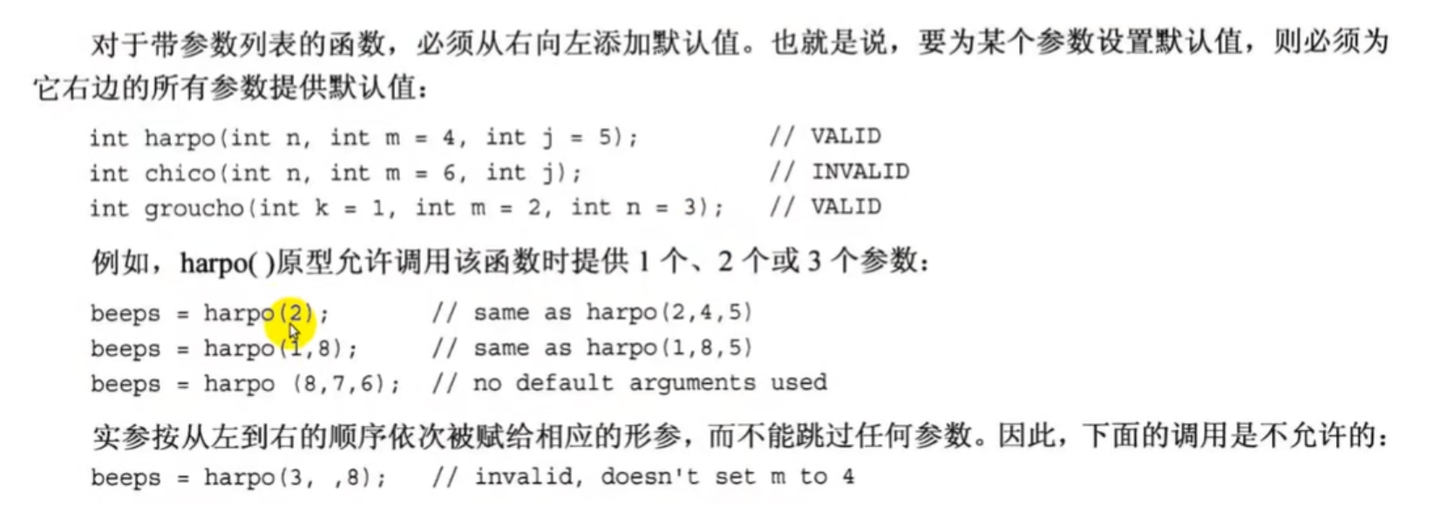 对于带参数列表的函数，必须从右向左添加默认值。也就是说，要为某个参数设置默认值，则必须为
它右边的所有参数提供默认值：
int harpo(int n, int m = 4, int j = 5); // VALID
int chico(int n, int m = 6, int j); // INVALID
int groucho(int k = 1, int m = 2, int n = 3); // VALID
例如，harpo( )原型允许调用该函数时提供 1 个、2 个或 3 个参数：
beeps = harpo(2); // same as harpo(2,4,5)
beeps = harpo(1,8); // same as harpo(1,8,5)
beeps = harpo (8,7,6); // no default arguments used
实参按从左到右的顺序依次被赋给相应的形参，而不能跳过任何参数。因此，下面的调用是不允许的：
beeps = harpo(3, ,8); // invalid, doesn't set m to 4